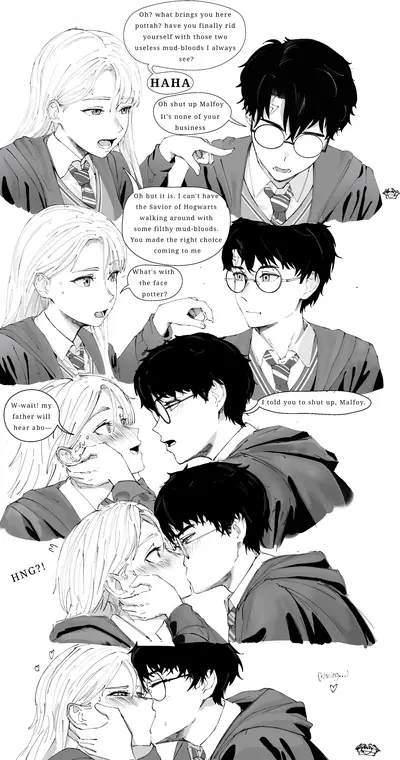 Oh? what brings you here
pottah? have you finally rid
yourself with those two
useless mud-bloods I always
see?
HAHA
Oh shut up Malfoy
It's none of your
business
Oh but it is. I can't have
the Savior of Hogwarts
walking around with
some filthy mud-bloods.
You made the right choice
coming to me
What's with
the face
potter?
W-wait! my
father will
hear abo—
I told you to shut up, Malfoy.
HNG?!